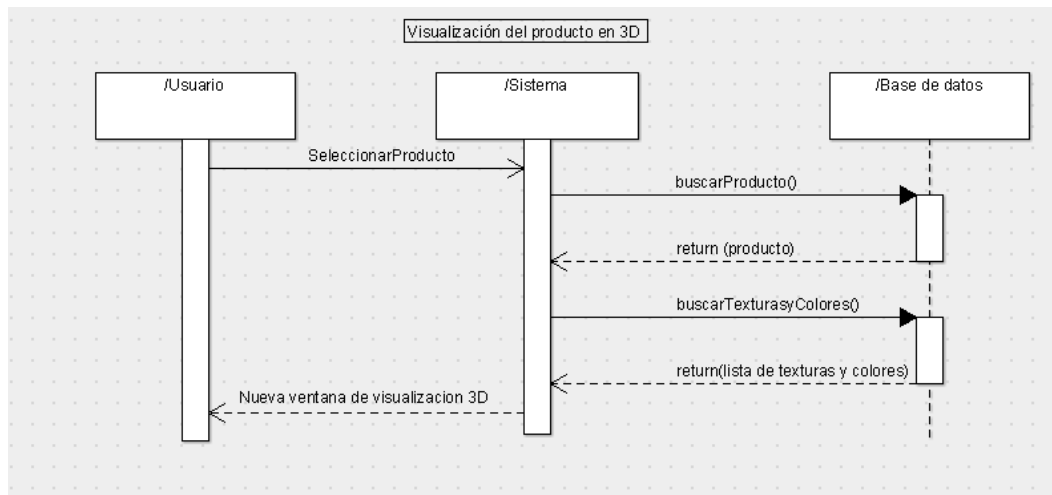 Visualización del producto en 3D
/Usuario
/Sistema
/Base de datos
SeleccionarProducto
buscarProducto()
return (producto)
buscarTexturasyColores()
return(lista de texturas y colores)
Nueva ventana de visualizacion 3D